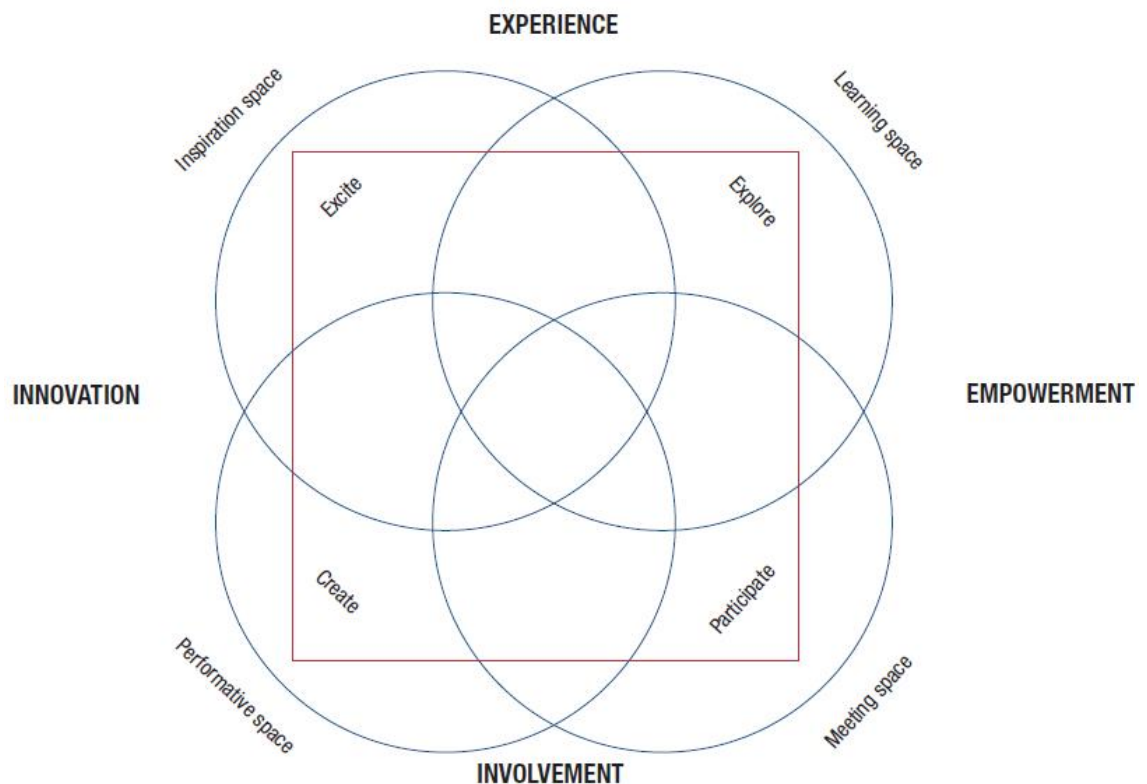 EXPERIENCE
Inspiration space
Learning space
Excite
Explore
INNOVATION
EMPOWERMENT
Create
Participate
Performative space
Meeting space
INVOLVEMENT